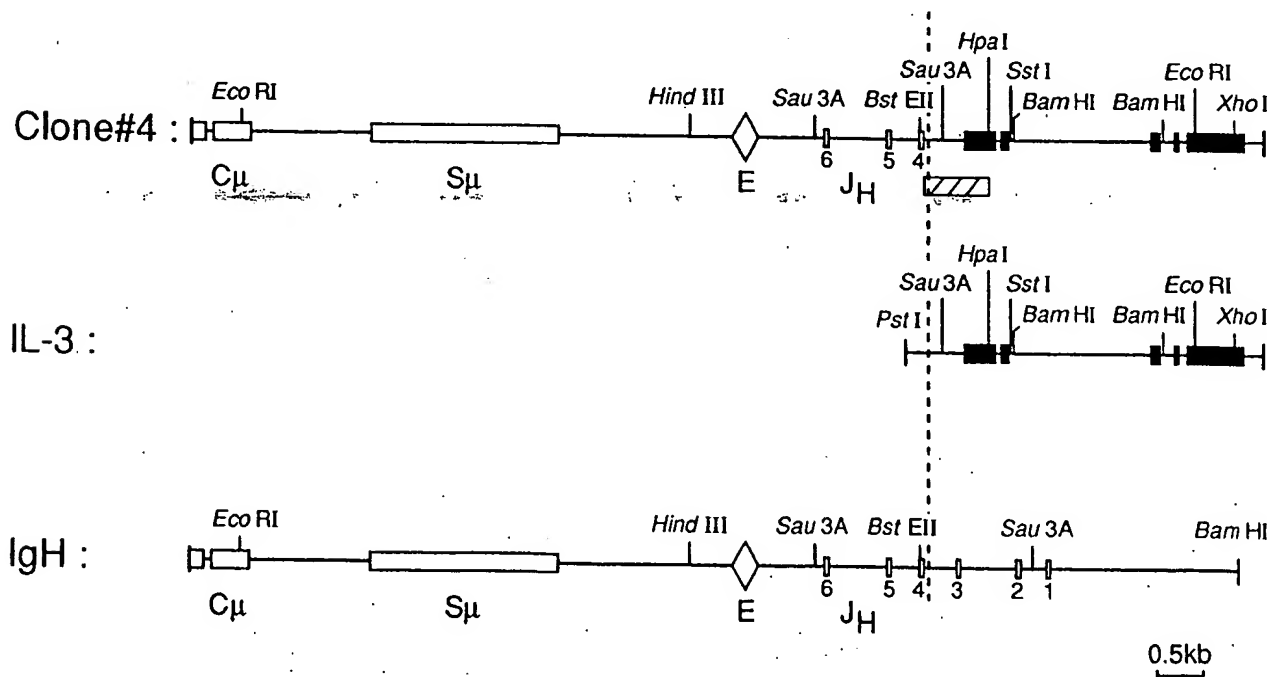 Hpa I
Sau 3A
Sst I
Eco RI
Eco RI
Hind III
Sau 3A
Bst EII
Bam HI
Bam HI
Xho I
Clone#4 :
6
5
4
Cμ
Sμ
E
JH
Hpa I
Sau 3A
Sst I
Eco RI
Pst I
Bam HI
Bam HI
Xho I
IL-3 :
Eco RI
Hind III
Sau 3A
Bst EII
Sau 3A
Bam HI
IgH :
6
5
4
3
2
1
Cμ
Sμ
E
JH
0.5kb